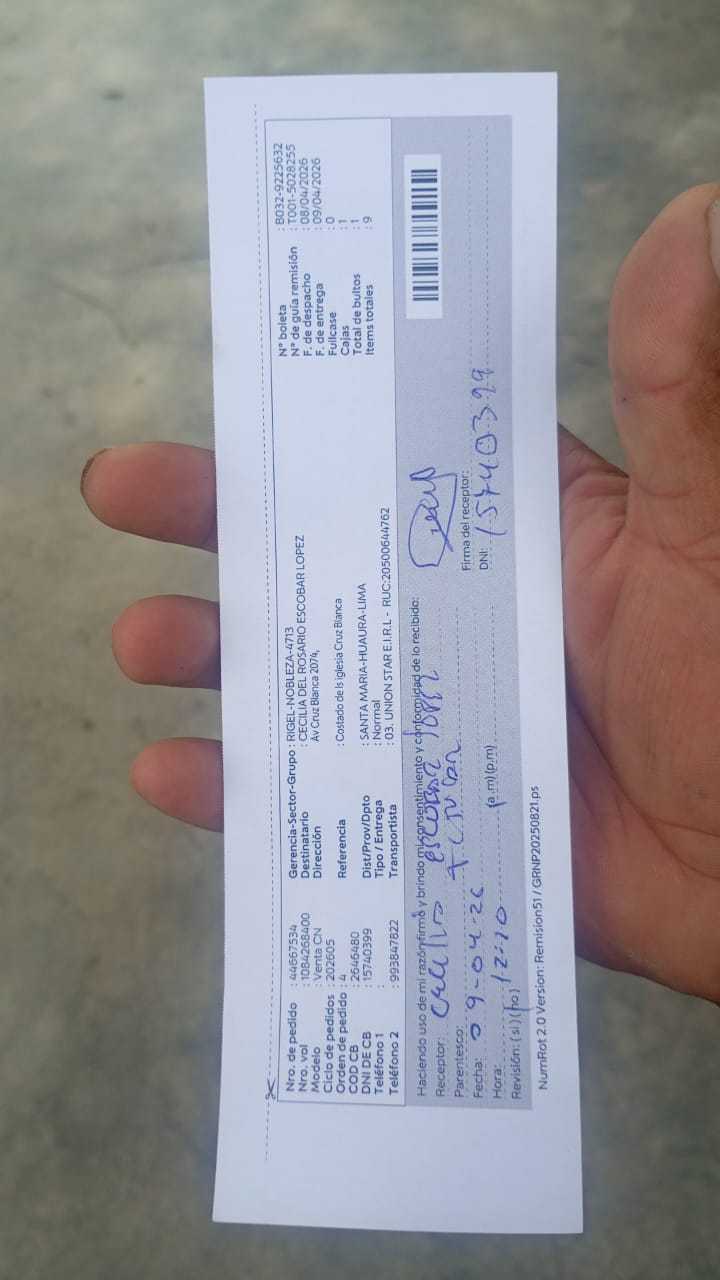 Nro. de pedido : 44667534
Nro. vol : 1084268400
Modelo : Venta CN
Ciclo de pedidos : 202605
Orden de pedido : 4
COD CB : 2646480
DNI DE CB : 15740399
Teléfono 1 :
Teléfono 2 : 993847822
Gerencia-Sector-Grupo : RIGEL-NOBLEZA-4713
Destinatario : CECILIA DEL ROSARIO ESCOBAR LOPEZ
Dirección Av Cruz Blanca 2074,
Referencia : Costado de ls iglesia Cruz Blanca
Dist/Prov/Dpto : SANTA MARIA-HUAURA-LIMA
Tipo / Entrega : Normal
Transportista : 03. UNION STAR E.I.R.L - RUC:20500644762
N° boleta : B032-9225632
N° de guía remisión : T001-5028255
F. de despacho : 08/04/2026
F. de entrega : 09/04/2026
Fullcase : 0
Cajas : 1
Total de bultos : 1
Items totales : 9
Haciendo uso de mi razón firmo y brindo mi consentimiento y conformidad de lo recibido:
Receptor: Escobar
Parentesco: Titular
Fecha: 09-04-26
Hora: 12:10 (a.m)(p.m)
Revisión: (si)(no)
Firma del receptor:
DNI: 15740399
NumRot 2.0 Version: Remision51 / GRNP20250821.ps